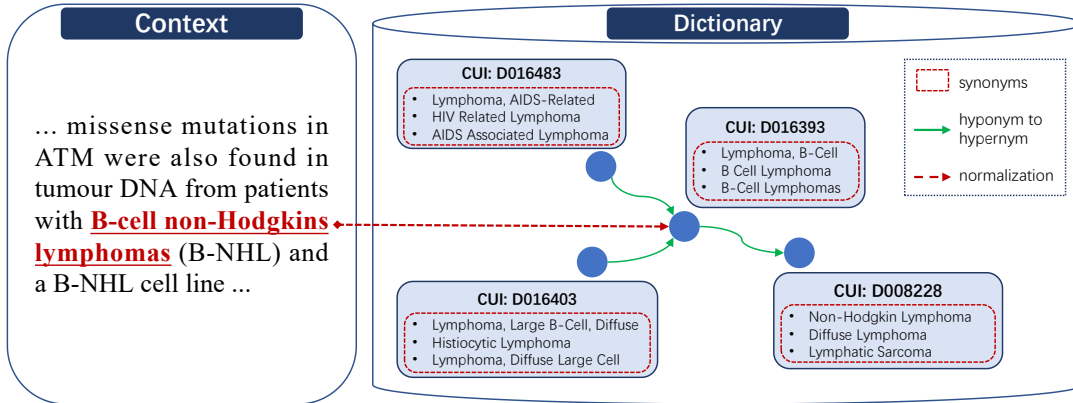 Context
... missense mutations in
ATM were also found in
tumour DNA from patients
with B-cell non-Hodgkins
lymphomas (B-NHL) and
a B-NHL cell line ...
Dictionary
CUI: D016483
• Lymphoma, AIDS-Related
• HIV Related Lymphoma
• AIDS Associated Lymphoma
CUI: D016393
• Lymphoma, B-Cell
• B Cell Lymphoma
• B-Cell Lymphomas
CUI: D016403
• Lymphoma, Large B-Cell, Diffuse
• Histiocytic Lymphoma
• Lymphoma, Diffuse Large Cell
CUI: D008228
• Non-Hodgkin Lymphoma
• Diffuse Lymphoma
• Lymphatic Sarcoma
synonyms
hyponym to
hypernym
normalization